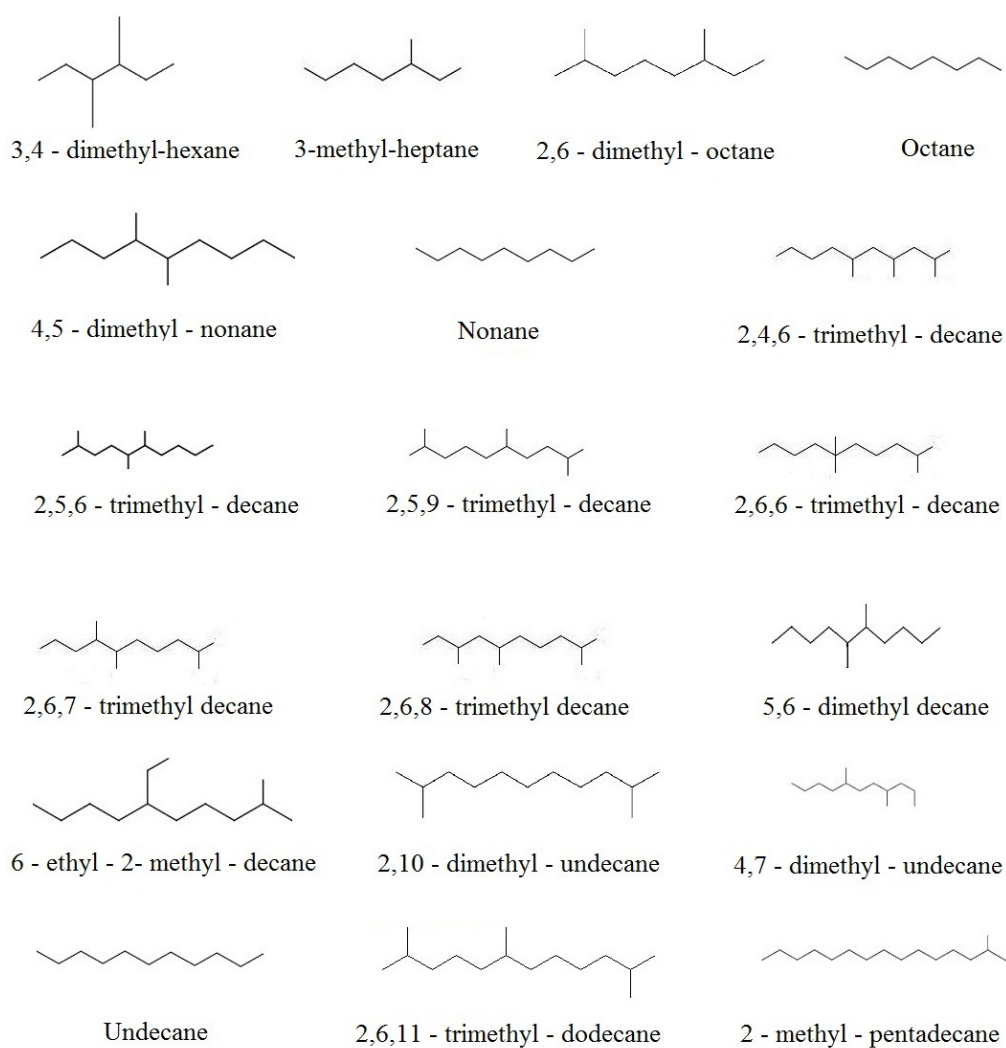 3,4 - dimethyl-hexane
3-methyl-heptane
2,6 - dimethyl - octane
Octane
4,5 - dimethyl - nonane
Nonane
2,4,6 - trimethyl - decane
2,5,6 - trimethyl - decane
2,5,9 - trimethyl - decane
2,6,6 - trimethyl - decane
2,6,7 - trimethyl decane
2,6,8 - trimethyl decane
5,6 - dimethyl decane
6 - ethyl - 2- methyl - decane
2,10 - dimethyl - undecane
4,7 - dimethyl - undecane
Undecane
2,6,11 - trimethyl - dodecane
2 - methyl - pentadecane